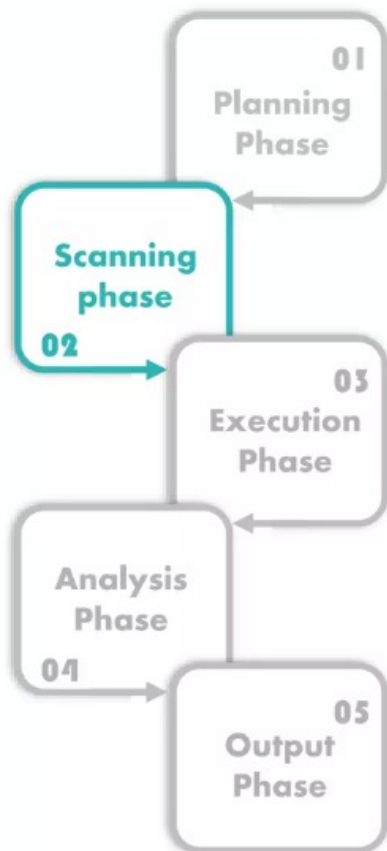 01
Planning
Phase
Scanning
phase
02
03
Execution
Phase
Analysis
Phase
04
05
Output
Phase